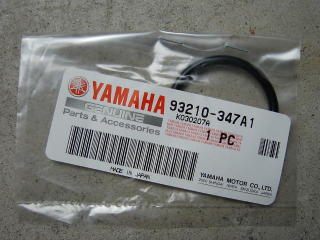 YAMAHA 93210-347A1
GENUINE K030207A
Parts & Accessories
1 PC
YAMAHA MOTOR CO., LTD.
MADE IN JAPAN